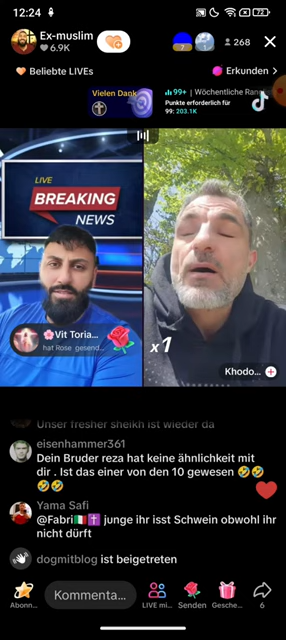 12:24
72
Ex-muslim
6.9K
7
268
Beliebte LIVEs
Erkunden >
Vielen Dank
99+ | Wöchentliche Rang
Punkte erforderlich für
99: 203.1K
LIVE
BREAKING
NEWS
🌸Vit Toria...
hat Rose gesend...
x1
Khodo...
Unser fresher sheikh ist wieder da
eisenhammer361
Dein Bruder reza hat keine ähnlichkeit mit
dir . Ist das einer von den 10 gewesen 🤣🤣
🤣🤣
Yama Safi
@Fabri🇮🇹✝️ junge ihr isst Schwein obwohl ihr
nicht dürft
dogmitblog ist beigetreten
Abonn...
Kommenta...
LIVE mi...
Senden
Gesche...
6